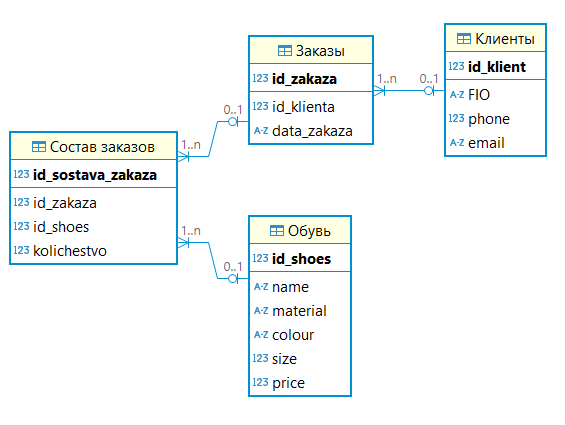 Заказы
123 id_zakaza
123 id_klienta
A-Z data_zakaza
1..n
0..1
Клиенты
123 id_klient
A-Z FIO
123 phone
A-Z email
0..1
1..n
Состав заказов
123 id_sostava_zakaza
123 id_zakaza
123 id_shoes
123 kolichestvo
1..n
0..1
Обувь
123 id_shoes
A-Z name
A-Z material
A-Z colour
123 size
123 price